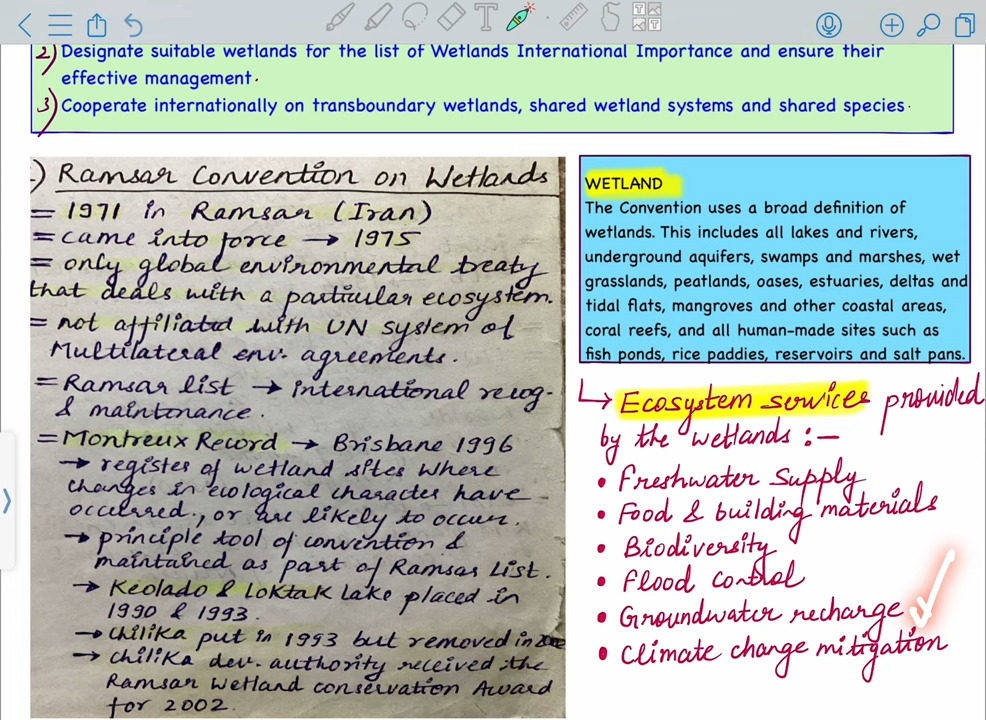 2) Designate suitable wetlands for the list of Wetlands International Importance and ensure their
effective management.
3) Cooperate internationally on transboundary wetlands, shared wetland systems and shared species.
.) Ramsar Convention on Wetlands
= 1971 in Ramsar (Iran)
= came into force → 1975
= only global environmental treaty
that deals with a particular ecosystem.
= not affiliated with UN system of
Multilateral env. agreements.
= Ramsar list → international recog-
& maintonance.
= Montreux Record → Brisbane 1996
→ register of wetland sites where
changes in ecological character have
occurred, or are likely to occur.
→ principle tool of convention &
maintained as part of Ramsar List.
→ Keolado & Loktak Lake placed in
1990 & 1993.
→ Chilika put in 1993 but removed in
→ Chilika dev. authority received the
Ramsar Wetland conservation Award
for 2002.
WETLAND
The Convention uses a broad definition of
wetlands. This includes all lakes and rivers,
underground aquifers, swamps and marshes, wet
grasslands, peatlands, oases, estuaries, deltas and
tidal flats, mangroves and other coastal areas,
coral reefs, and all human-made sites such as
fish ponds, rice paddies, reservoirs and salt pans.
↳ Ecosystem services provided
by the wetlands :-
• Freshwater Supply
• Food & building materials
• Biodiversity
• Flood control
• Groundwater recharge
• Climate change mitigation